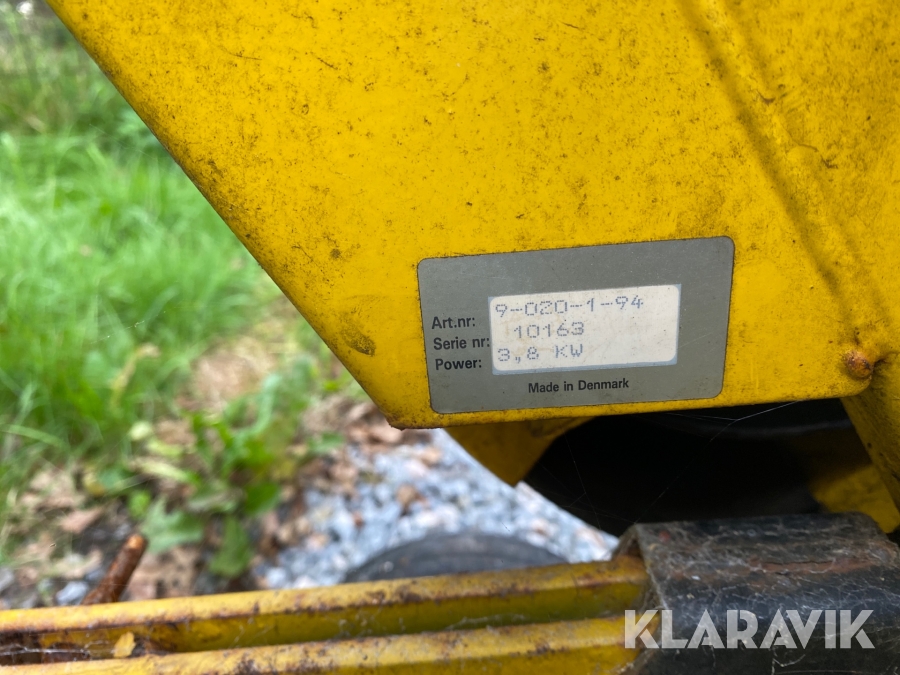 Art.nr: 9-020-1-94
Serie nr: 10163
Power: 3,8 KW
Made in Denmark
KLARAVIK